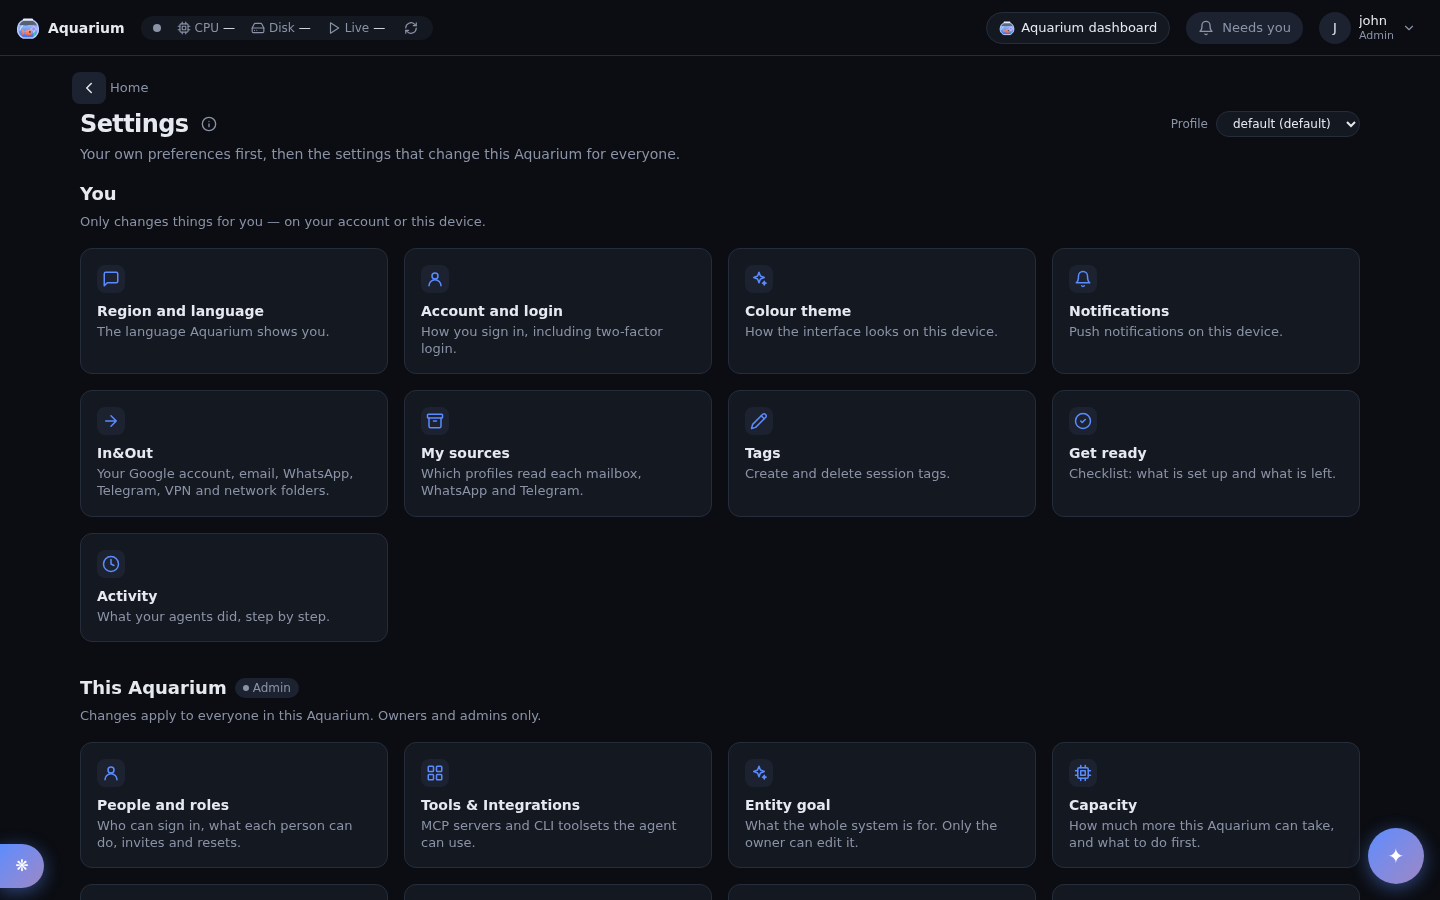 Aquarium
CPU —
Disk —
Live —
Aquarium dashboard
Needs you
J
john
Admin
Home
Settings
Profile
default (default)
Your own preferences first, then the settings that change this Aquarium for everyone.
You
Only changes things for you — on your account or this device.
Region and language
The language Aquarium shows you.
Account and login
How you sign in, including two-factor
login.
Colour theme
How the interface looks on this device.
Notifications
Push notifications on this device.
In&Out
Your Google account, email, WhatsApp,
Telegram, VPN and network folders.
My sources
Which profiles read each mailbox,
WhatsApp and Telegram.
Tags
Create and delete session tags.
Get ready
Checklist: what is set up and what is left.
Activity
What your agents did, step by step.
This Aquarium
Admin
Changes apply to everyone in this Aquarium. Owners and admins only.
People and roles
Who can sign in, what each person can
do, invites and resets.
Tools & Integrations
MCP servers and CLI toolsets the agent
can use.
Entity goal
What the whole system is for. Only the
owner can edit it.
Capacity
How much more this Aquarium can take,
and what to do first.